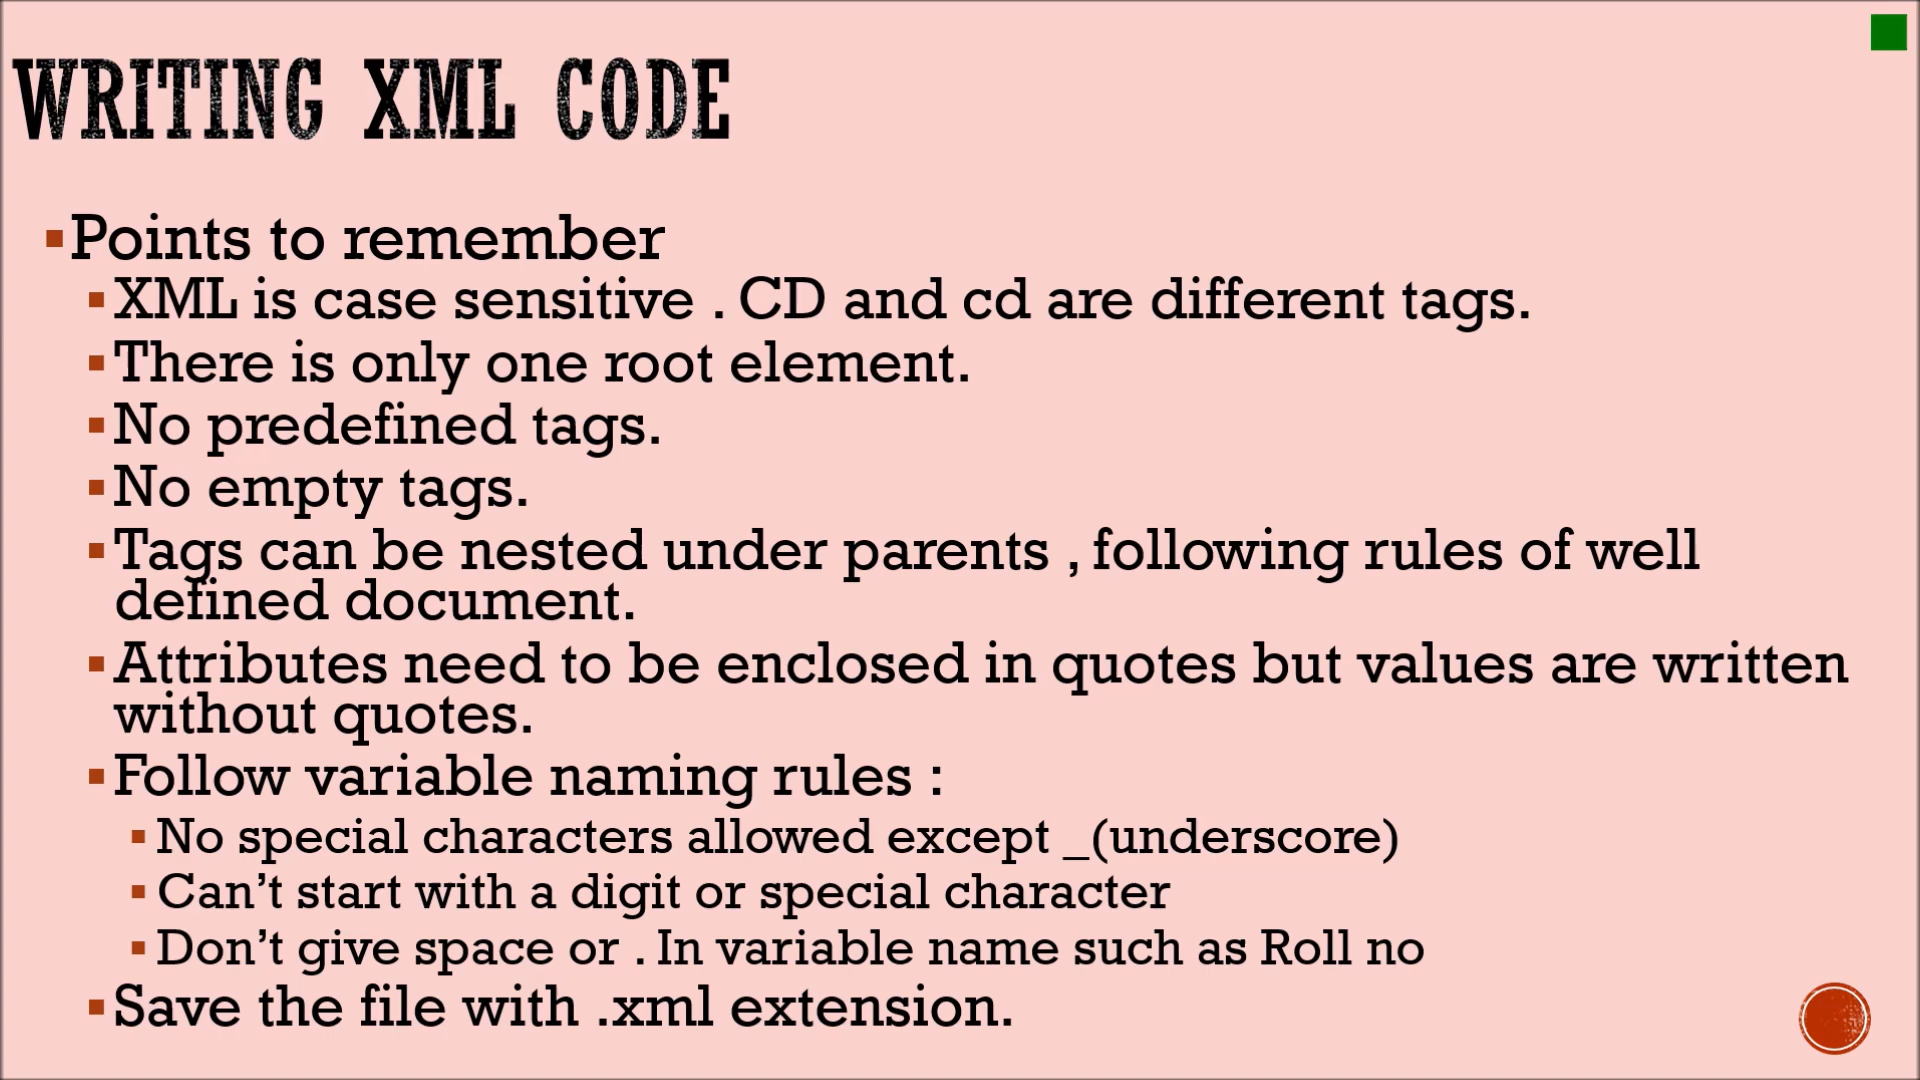 WRITING XML CODE
Points to remember
XML is case sensitive . CD and cd are different tags.
There is only one root element.
No predefined tags.
No empty tags.
Tags can be nested under parents , following rules of well
defined document.
Attributes need to be enclosed in quotes but values are written
without quotes.
Follow variable naming rules :
No special characters allowed except _(underscore)
Can’t start with a digit or special character
Don’t give space or . In variable name such as Roll no
Save the file with .xml extension.